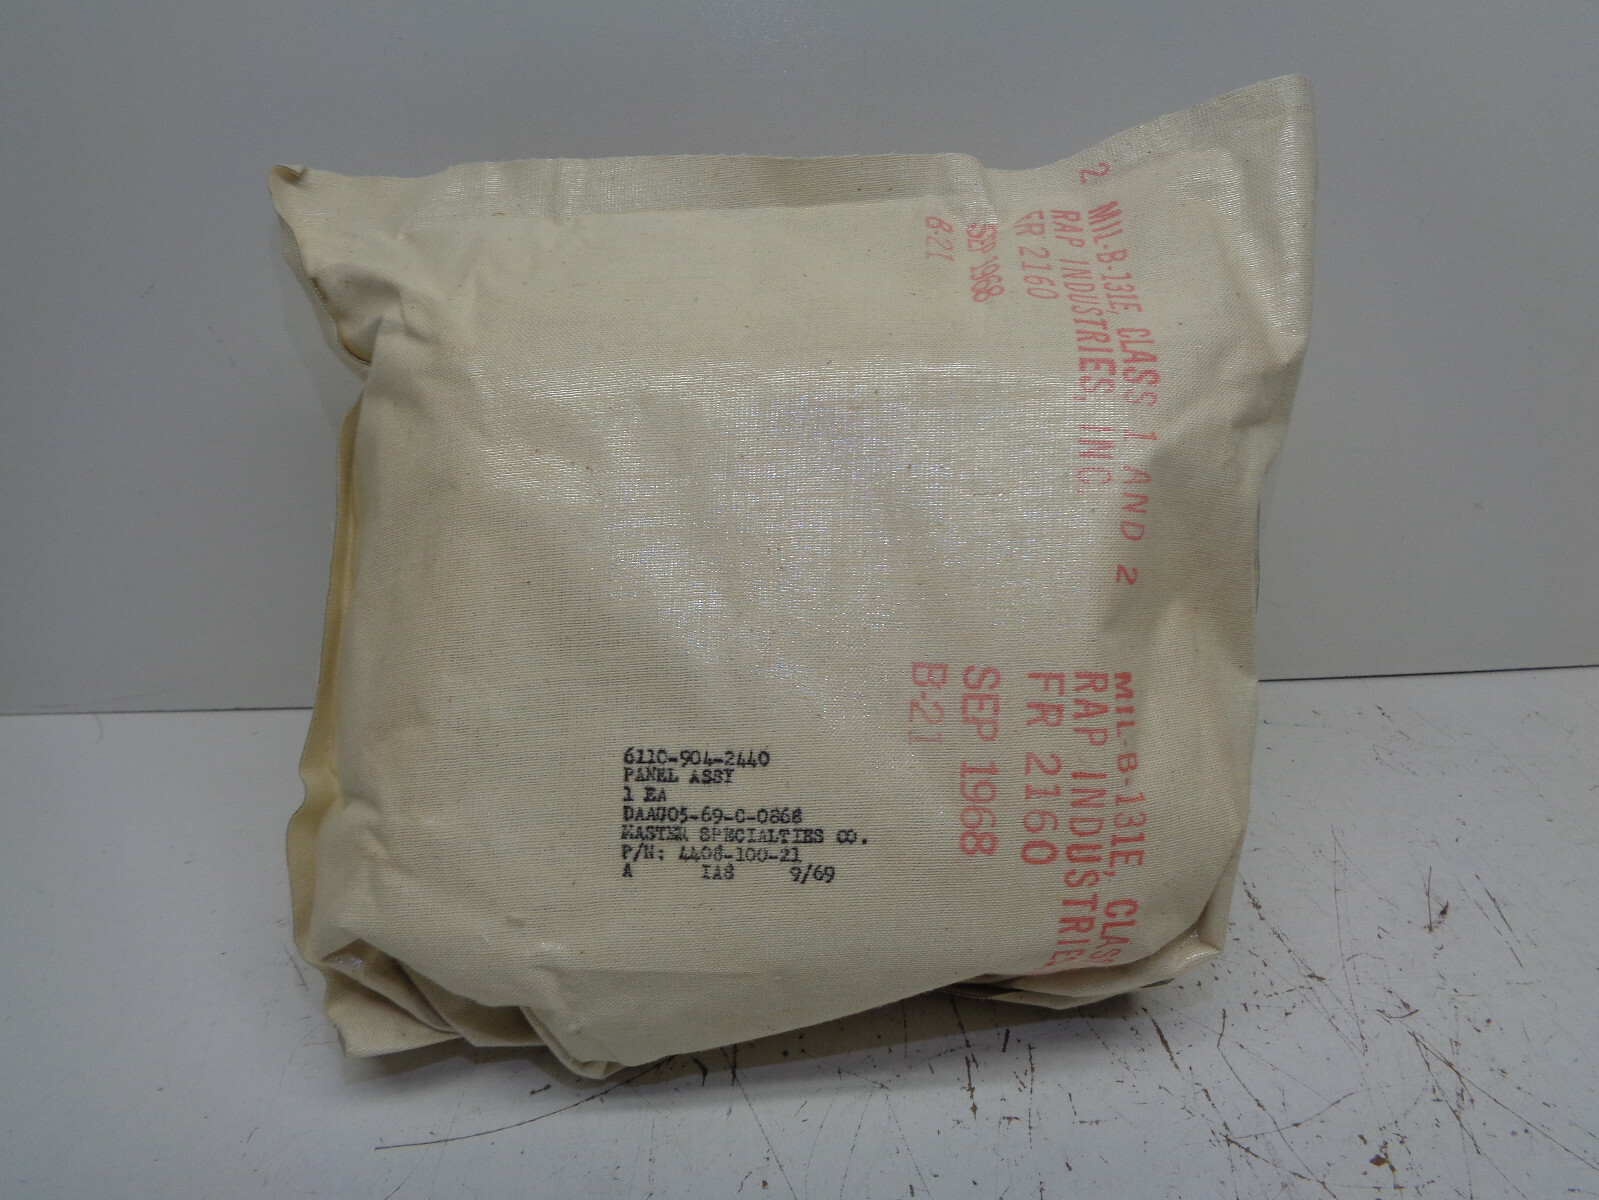 2 MIL-B-131E, CLASS 1 AND 2
RAP INDUSTRIES, INC.
FR 2160
SEP 1968
B-21
MIL-B-131E, CLASS
RAP INDUSTRIES
FR 2160
SEP 1968
B-21
6110-904-2440
PANEL ASSY
1 EA
DAAG05-69-C-0868
MASTER SPECIALTIES CO.
P/N: 4408-100-21
A IA8 9/69